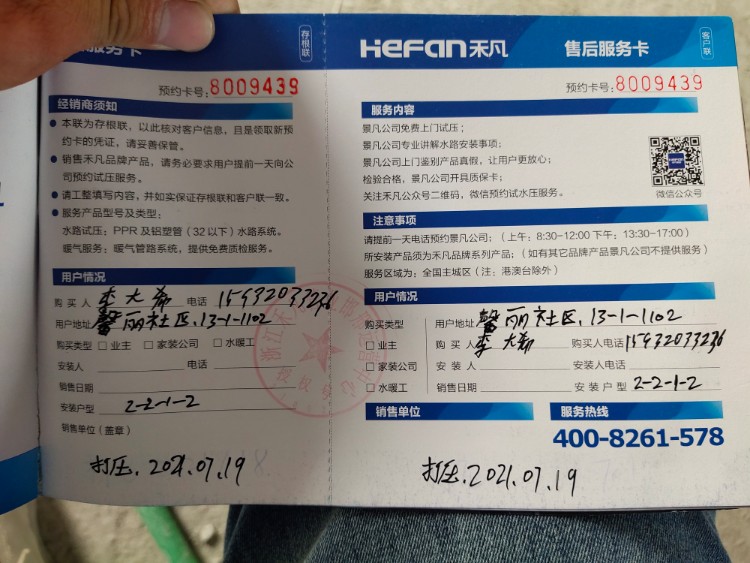 服务卡
存根联
预约卡号:8009439
经销商须知
本联为存根联，以此核对客户信息，且是领取新预
约卡的凭证，请妥善保管。
销售禾凡品牌产品，请务必要求用户提前一天向公
司预约试压服务。
请工整填写内容，并如实保证存根联和客户联一致。
服务产品型号及类型：
水路试压：PPR 及铝塑管（32以下）水路系统。
暖气服务：暖气管路系统，提供免费质检服务。
用户情况
购 买 人 李大 电话 15932033236
用户地址 馨丽社区,13-1-1102
购买类型 □ 业主 □ 家装公司 □ 水暖工
安装人 电话
销售日期
安装户型 2-2-1-2
销售单位（盖章）
打压,2021.07.19
HeFan禾凡 售后服务卡
客户联
预约卡号:8009439
服务内容
景凡公司免费上门试压；
景凡公司专业讲解水路安装事项；
景凡公司上门鉴别产品真假，让用户更放心；
检验合格，景凡公司开具质保卡；
关注禾凡公众号二维码，微信预约试水压服务。
微信公众号
注意事项
请提前一天电话预约景凡公司；（上午：8:30-12:00 下午：13:30-17:00）
所安装产品须为禾凡品牌系列产品；（如有其它品牌产品景凡公司不提供服务）
服务区域为：全国主城区（注：港澳台除外）
用户情况
购买类型 用户地址 馨丽社区,13-1-1102
□ 业主 购 买 人 李大 购买人电话 15932033236
□ 家装公司 安 装 人 安装人电话
□ 水暖工 销售日期 安 装 户 型 2-2-1-2
销售单位 服务热线
400-8261-578
打压,2021.07.19